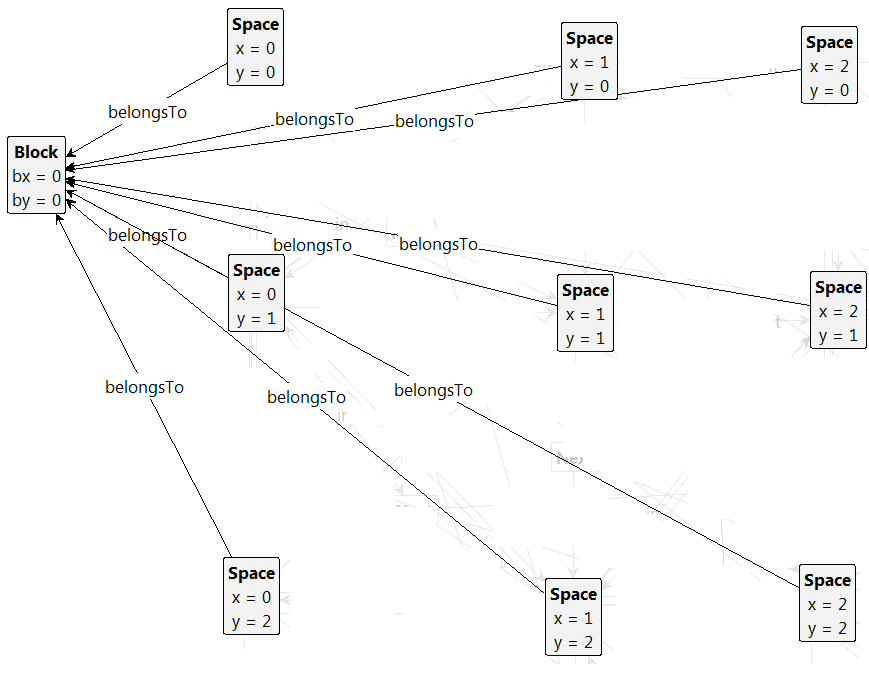 Space
x = 0
y = 0
Space
x = 1
y = 0
Space
x = 2
y = 0
belongsTo
belongsTo
belongsTo
Block
bx = 0
by = 0
belongsTo
belongsTo
belongsTo
Space
x = 0
y = 1
Space
x = 1
y = 1
Space
x = 2
y = 1
belongsTo
belongsTo
belongsTo
Space
x = 0
y = 2
Space
x = 1
y = 2
Space
x = 2
y = 2